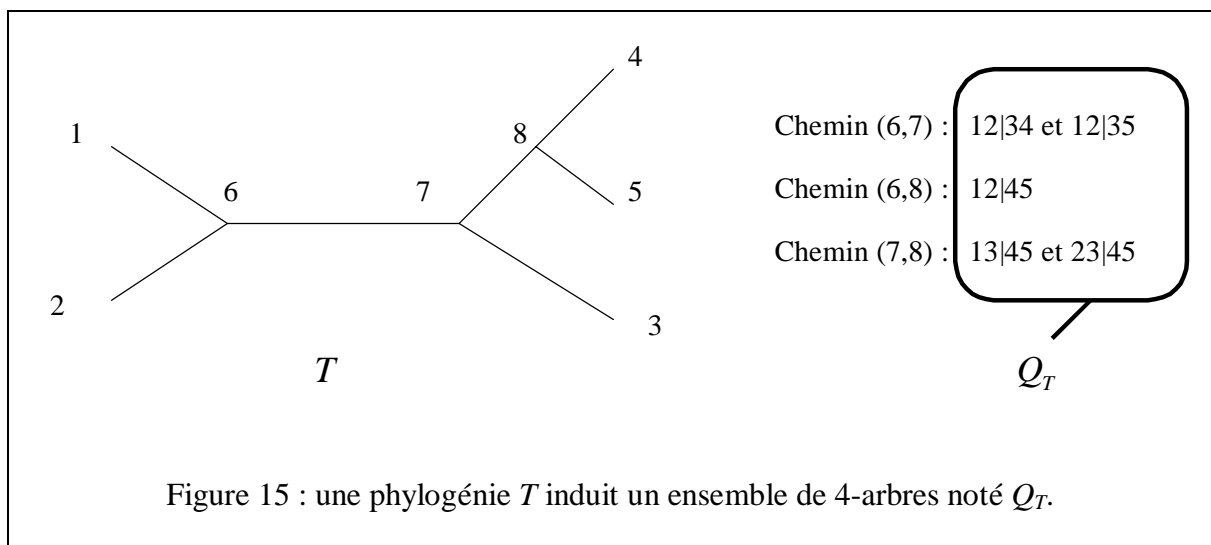 4
1
8
Chemin (6,7) : 12|34 et 12|35
6
7
5
Chemin (6,8) : 12|45
Chemin (7,8) : 13|45 et 23|45
2
3
T
Q_T
Figure 15 : une phylogénie T induit un ensemble de 4-arbres noté Q_T.